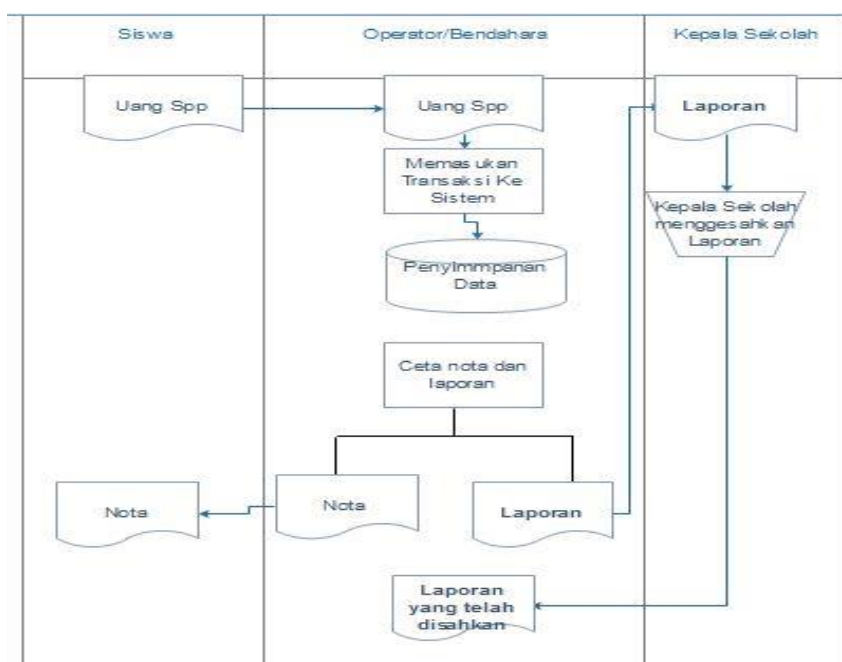 Siswa
Operator/Bendahara
Kepala Sekolah
Uang Spp
Uang Spp
Laporan
Memasukan
Transaksi Ke
Sistem
Kepala Sekolah
menggesahkan
Laporan
PenyImmpanan
Data
Ceta nota dan
laporan
Nota
Nota
Laporan
Laporan
yang telah
disahkan